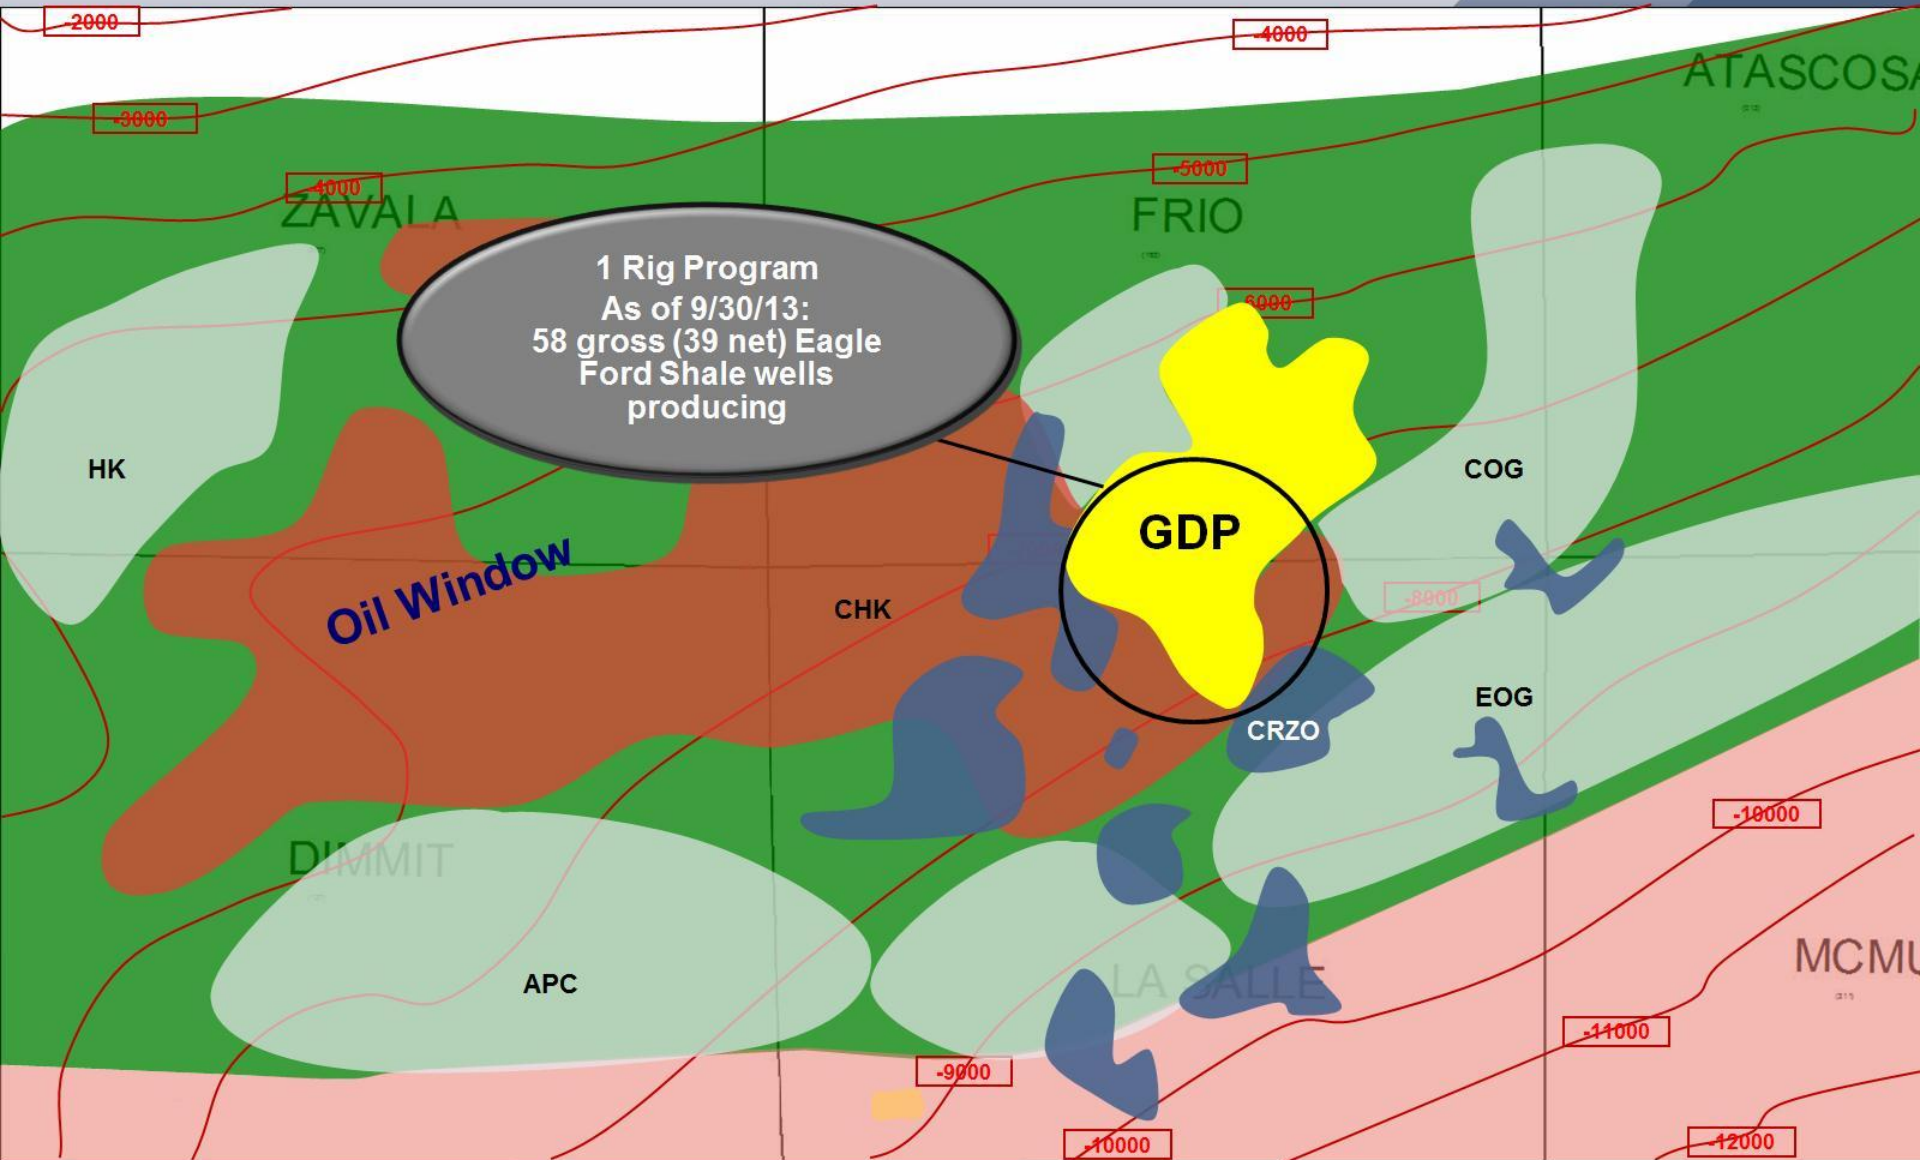 -2000
-4000
ATASCOSA
-3000
-5000
-4000
ZAVALA
FRIO
1 Rig Program
As of 9/30/13:
58 gross (39 net) Eagle
Ford Shale wells
producing
6000
HK
COG
GDP
Oil Window
CHK
-8000
EOG
CRZO
-10000
DIMMIT
MCMU
APC
LA SALLE
-11000
-9000
-10000
-12000